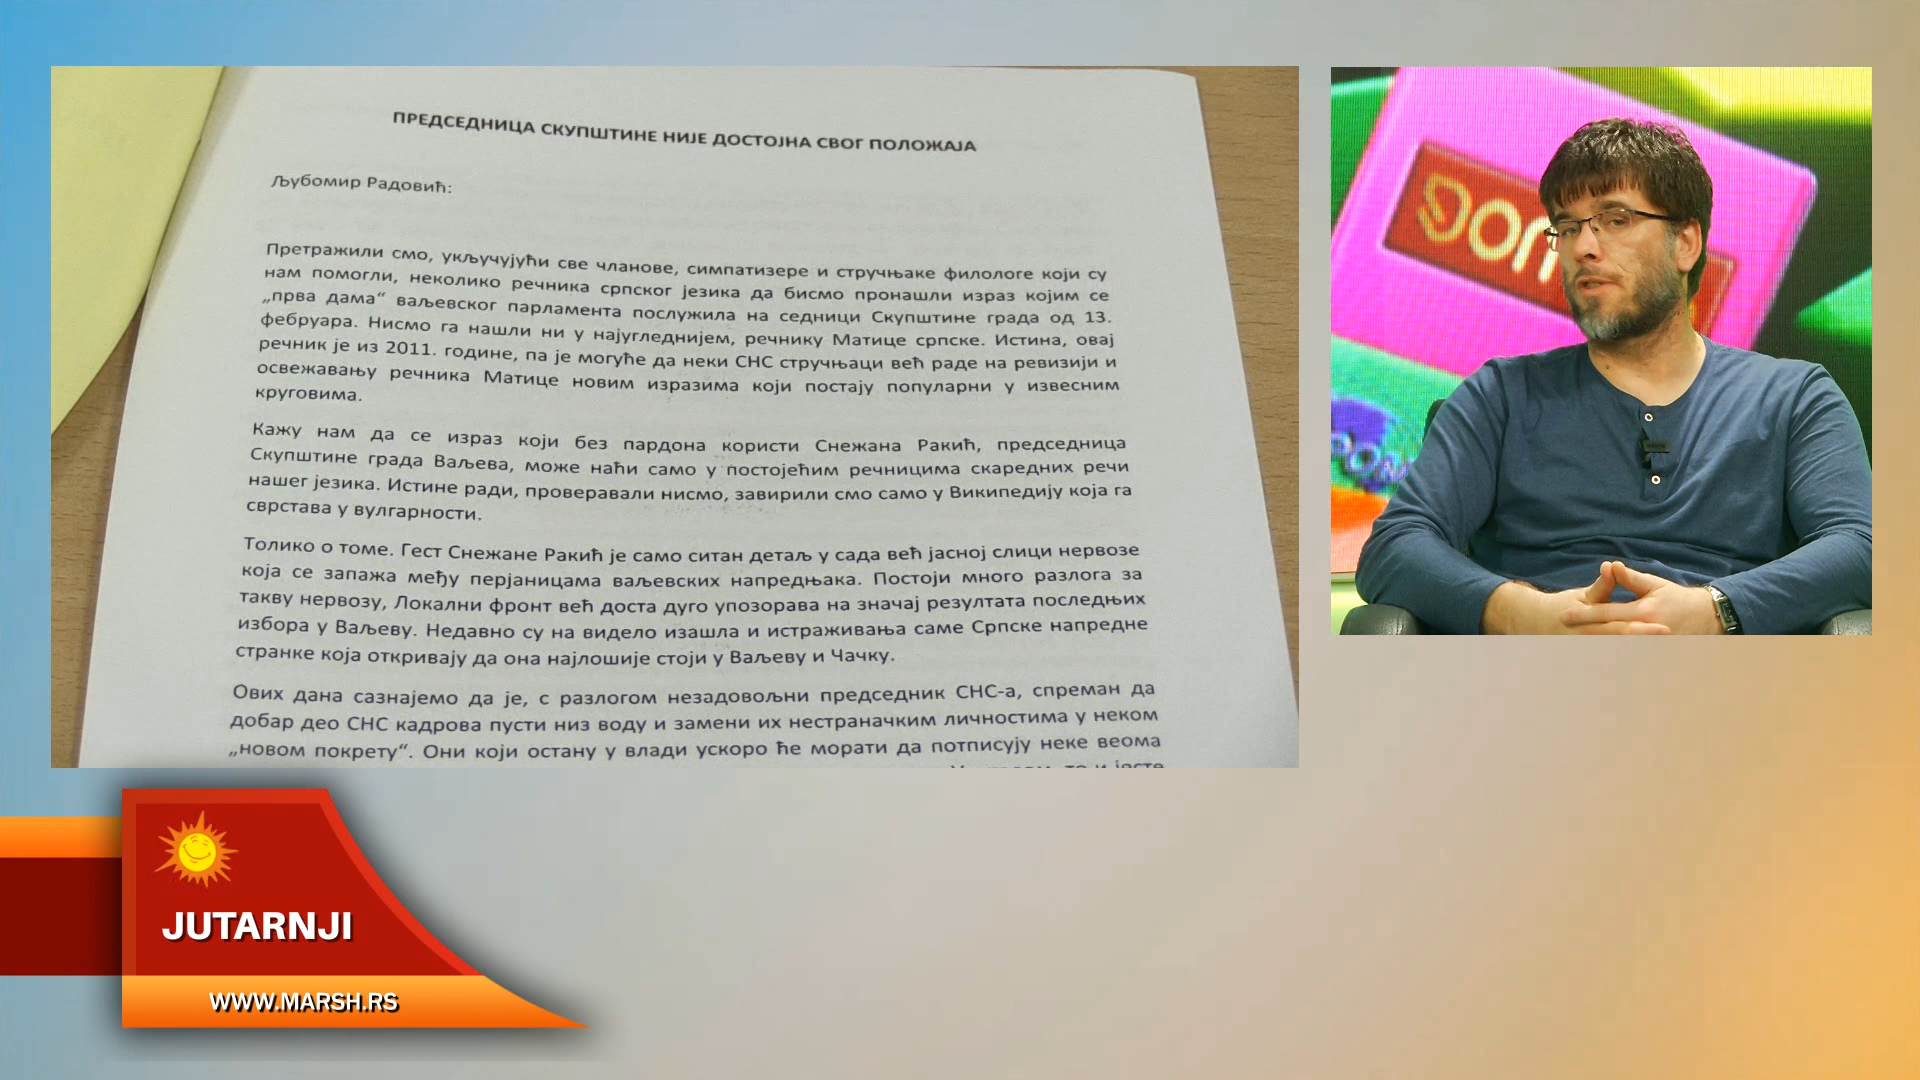 ПРЕДСЕДНИЦА СКУПШТИНЕ НИЈЕ ДОСТОЈНА СВОГ ПОЛОЖАЈА
Љубомир Радовић:
Претражили смо, укључујући све чланове, симпатизере и стручњаке филологе који су
нам помогли, неколико речника српског језика да бисмо пронашли израз којим се
„прва дама“ ваљевског парламента послужила на седници Скупштине града од 13.
фебруара. Нисмо га нашли ни у најугледнијем, речнику Матице српске. Истина, овај
речник је из 2011. године, па је могуће да неки СНС стручњаци већ раде на ревизији и
освежавању речника Матице новим изразима који постају популарни у извесним
круговима.
Кажу нам да се израз који без пардона користи Снежана Ракић, председница
Скупштине града Ваљева, може наћи само у постојећим речницима скаредних речи
нашег језика. Истине ради, проверавали нисмо, завирили смо само у Википедију која га
сврстава у вулгарности.
Толико о томе. Гест Снежане Ракић је само ситан детаљ у сада већ јасној слици нервозе
која се запажа међу перјаницама ваљевских напредњака. Постоји много разлога за
такву нервозу, Локални фронт већ доста дуго упозорава на значај резултата последњих
избора у Ваљеву. Недавно су на видело изашла и истраживања саме Српске напредне
странке која откривају да она најлошије стоји у Ваљеву и Чачку.
Ових дана сазнајемо да је, с разлогом незадовољни председник СНС-а, спреман да
добар део СНС кадрова пусти низ воду и замени их нестраначким личностима у неком
„новом покрету“. Они који остану у влади ускоро ће морати да потписују неке веома
JUTARNJI
WWW.MARSH.RS